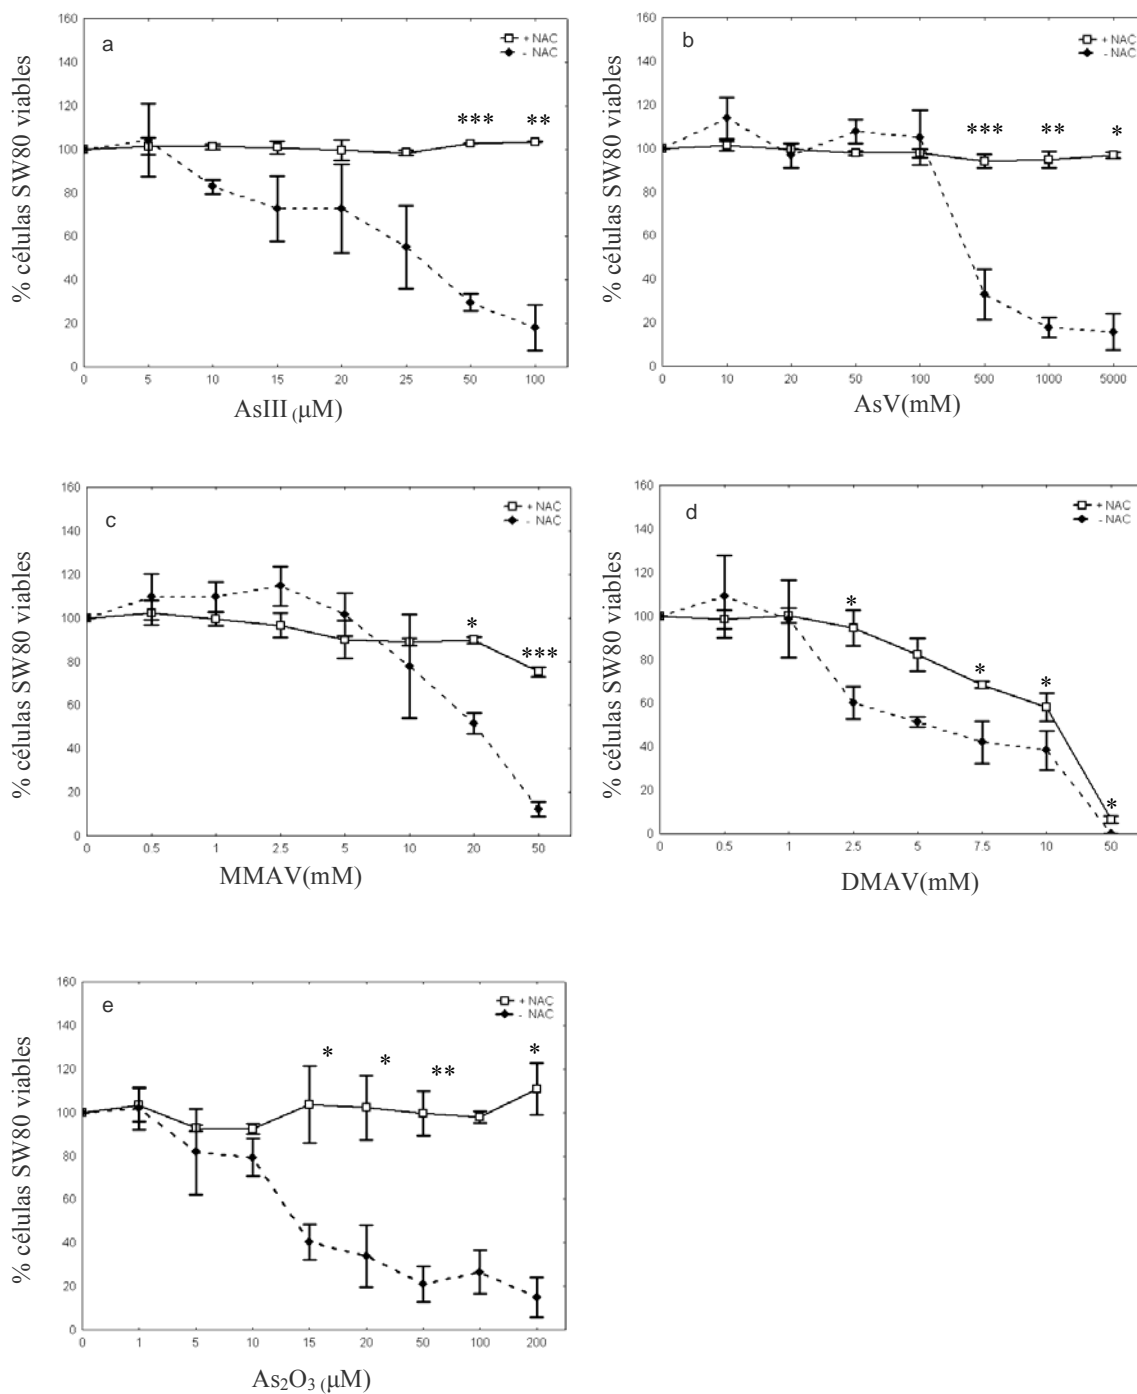 a
+ NAC
- NAC
% células SW80 viables
160
140
120
100
80
60
40
20
0
*** **
0 5 10 15 20 25 50 100
AsIII (μM)
b
+ NAC
- NAC
% células SW80 viables
160
140
120
100
80
60
40
20
0
*** ** *
0 10 20 50 100 500 1000 5000
AsV(mM)
c
+ NAC
- NAC
% células SW80 viables
160
140
120
100
80
60
40
20
0
*
***
0 0.5 1 2.5 5 10 20 50
MMAV(mM)
d
+ NAC
- NAC
% células SW80 viables
160
140
120
100
80
60
40
20
0
*
*
*
*
0 0.5 1 2.5 5 7.5 10 50
DMAV(mM)
e
+ NAC
- NAC
% células SW80 viables
160
140
120
100
80
60
40
20
0
* * ** *
0 1 5 10 15 20 50 100 200
As₂O₃ (μM)